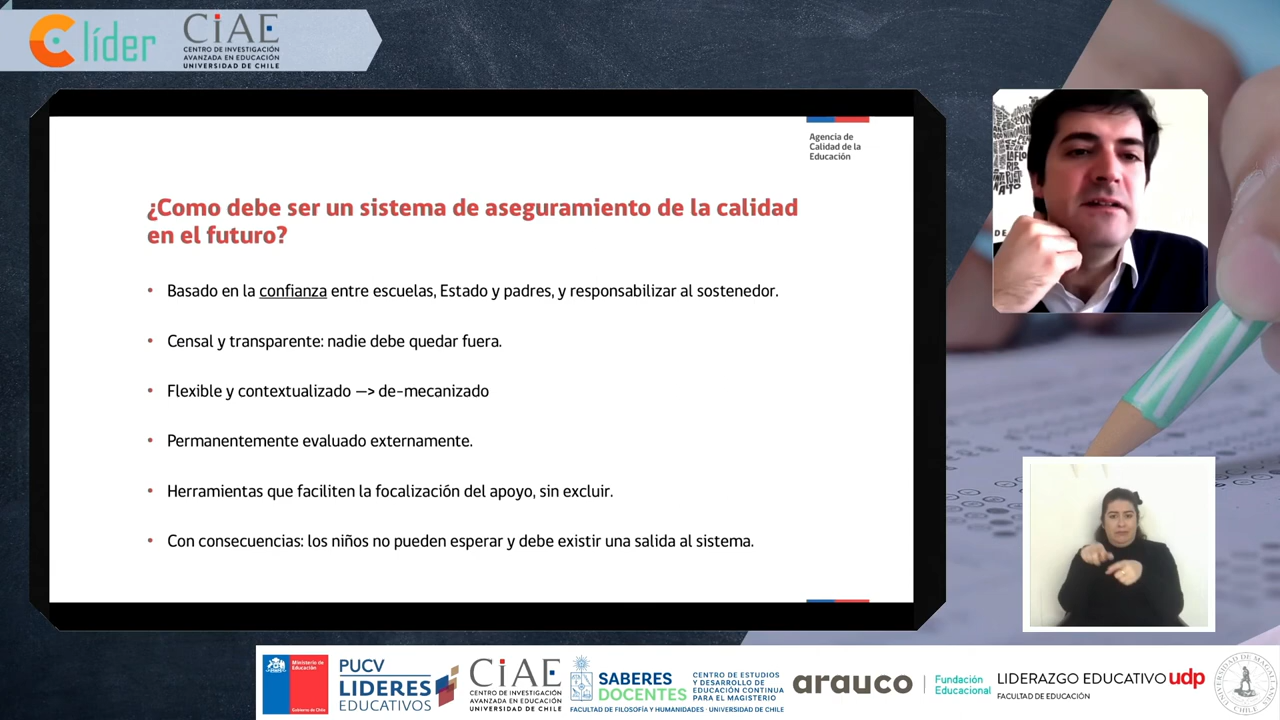 líder
CIAE
CENTRO DE INVESTIGACIÓN
AVANZADA EN EDUCACIÓN
UNIVERSIDAD DE CHILE
Agencia de
Calidad de la
Educación
¿Como debe ser un sistema de aseguramiento de la calidad
en el futuro?
• Basado en la confianza entre escuelas, Estado y padres, y responsabilizar al sostenedor.
• Censal y transparente: nadie debe quedar fuera.
• Flexible y contextualizado —> de-mecanizado
• Permanentemente evaluado externamente.
• Herramientas que faciliten la focalización del apoyo, sin excluir.
• Con consecuencias: los niños no pueden esperar y debe existir una salida al sistema.
Ministerio de
Educación
Gobierno de Chile
PUCV
LIDERES
EDUCATIVOS
CIAE
CENTRO DE INVESTIGACIÓN
AVANZADA EN EDUCACIÓN
UNIVERSIDAD DE CHILE
SABERES
DOCENTES
CENTRO DE ESTUDIOS
Y DESARROLLO DE
EDUCACIÓN CONTINUA
PARA EL MAGISTERIO
FACULTAD DE FILOSOFÍA Y HUMANIDADES · UNIVERSIDAD DE CHILE
arauco
Fundación
Educacional
LIDERAZGO EDUCATIVO udp
FACULTAD DE EDUCACIÓN